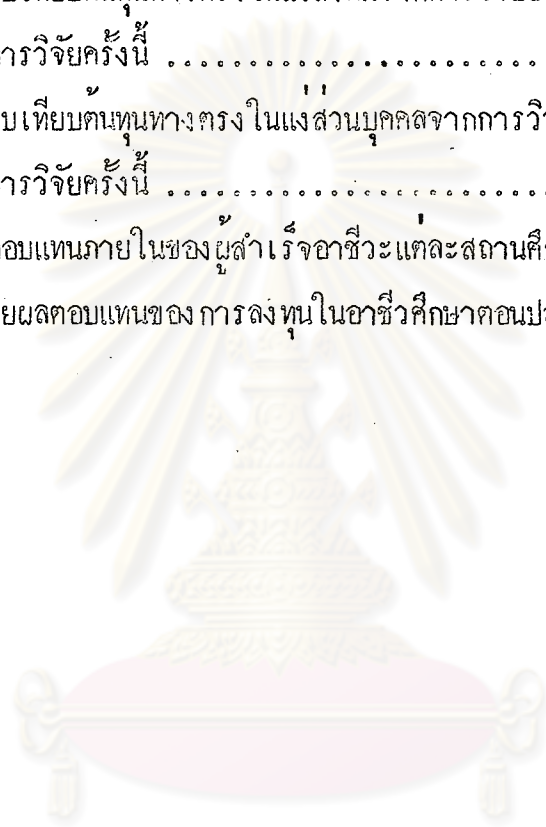 ารวิจัยครั้งนี้ ............................
บเทียบต้นทุนทางตรงในแง่ส่วนบุคคลจากการวิ
ารวิจัยครั้งนี้ ............................
อบแทนภายในของผู้สำเร็จอาชีวะแต่ละสถานศึ
ยผลตอบแทนของการลงทุนในอาชีวศึกษาตอนป